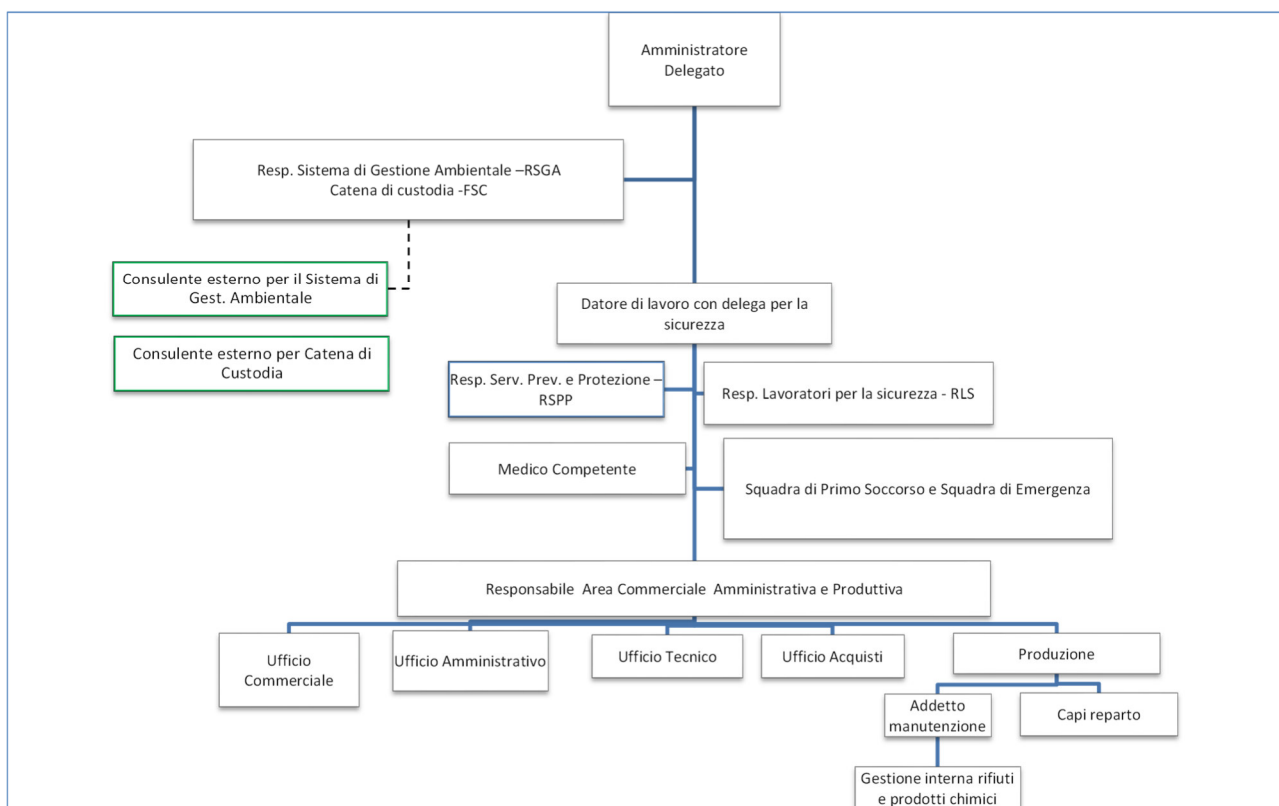 Amministratore
Delegato
Resp. Sistema di Gestione Ambientale –RSGA
Catena di custodia -FSC
Consulente esterno per il Sistema di
Gest. Ambientale
Datore di lavoro con delega per la
sicurezza
Consulente esterno per Catena di
Custodia
Resp. Serv. Prev. e Protezione –
RSPP
Resp. Lavoratori per la sicurezza - RLS
Medico Competente
Squadra di Primo Soccorso e Squadra di Emergenza
Responsabile Area Commerciale Amministrativa e Produttiva
Ufficio
Commerciale
Ufficio Amministrativo
Ufficio Tecnico
Ufficio Acquisti
Produzione
Addetto
manutenzione
Capi reparto
Gestione interna rifiuti
e prodotti chimici